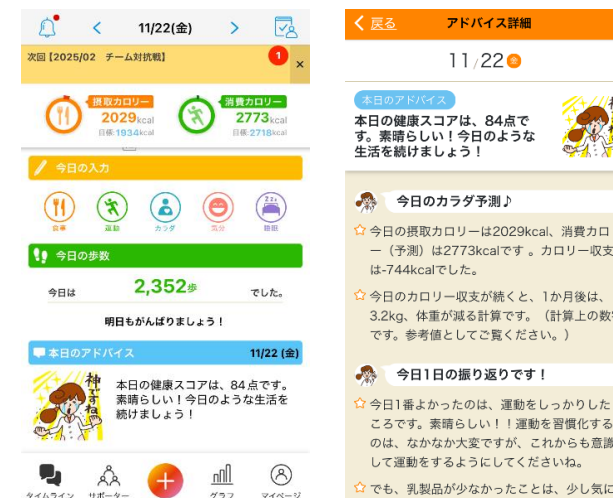 11/22(金)
次回【2025/02 チーム対抗戦】
1
×
摂取カロリー
2029kcal
目標:1934kcal
消費カロリー
2773kcal
目標:2718kcal
今日の入力
食事
運動
カラダ
気分
睡眠
今日の歩数
今日は
2,352歩
でした。
明日もがんばりましょう！
本日のアドバイス
11/22 (金)
神ですね
本日の健康スコアは、84点です。
素晴らしい！今日のような生活を
続けましょう！
タイムライン
サポーター
グラフ
マイページ
戻る
アドバイス詳細
11/22金
本日のアドバイス
本日の健康スコアは、84点で
す。素晴らしい！今日のような
生活を続けましょう！
今日のカラダ予測♪
今日の摂取カロリーは2029kcal、消費カロ
ー（予測）は2773kcalです 。カロリー収支
は-744kcalでした。
今日のカロリー収支が続くと、1か月後は、
3.2kg、体重が減る計算です。（計算上の数
です。参考値としてご覧ください。）
今日1日の振り返りです！
今日1番よかったのは、運動をしっかりした
ころです。素晴らしい！！運動を習慣化する
のは、なかなか大変ですが、これからも意識
して運動をするようにしてくださいね。
でも、乳製品が少なかったことは、少し気に